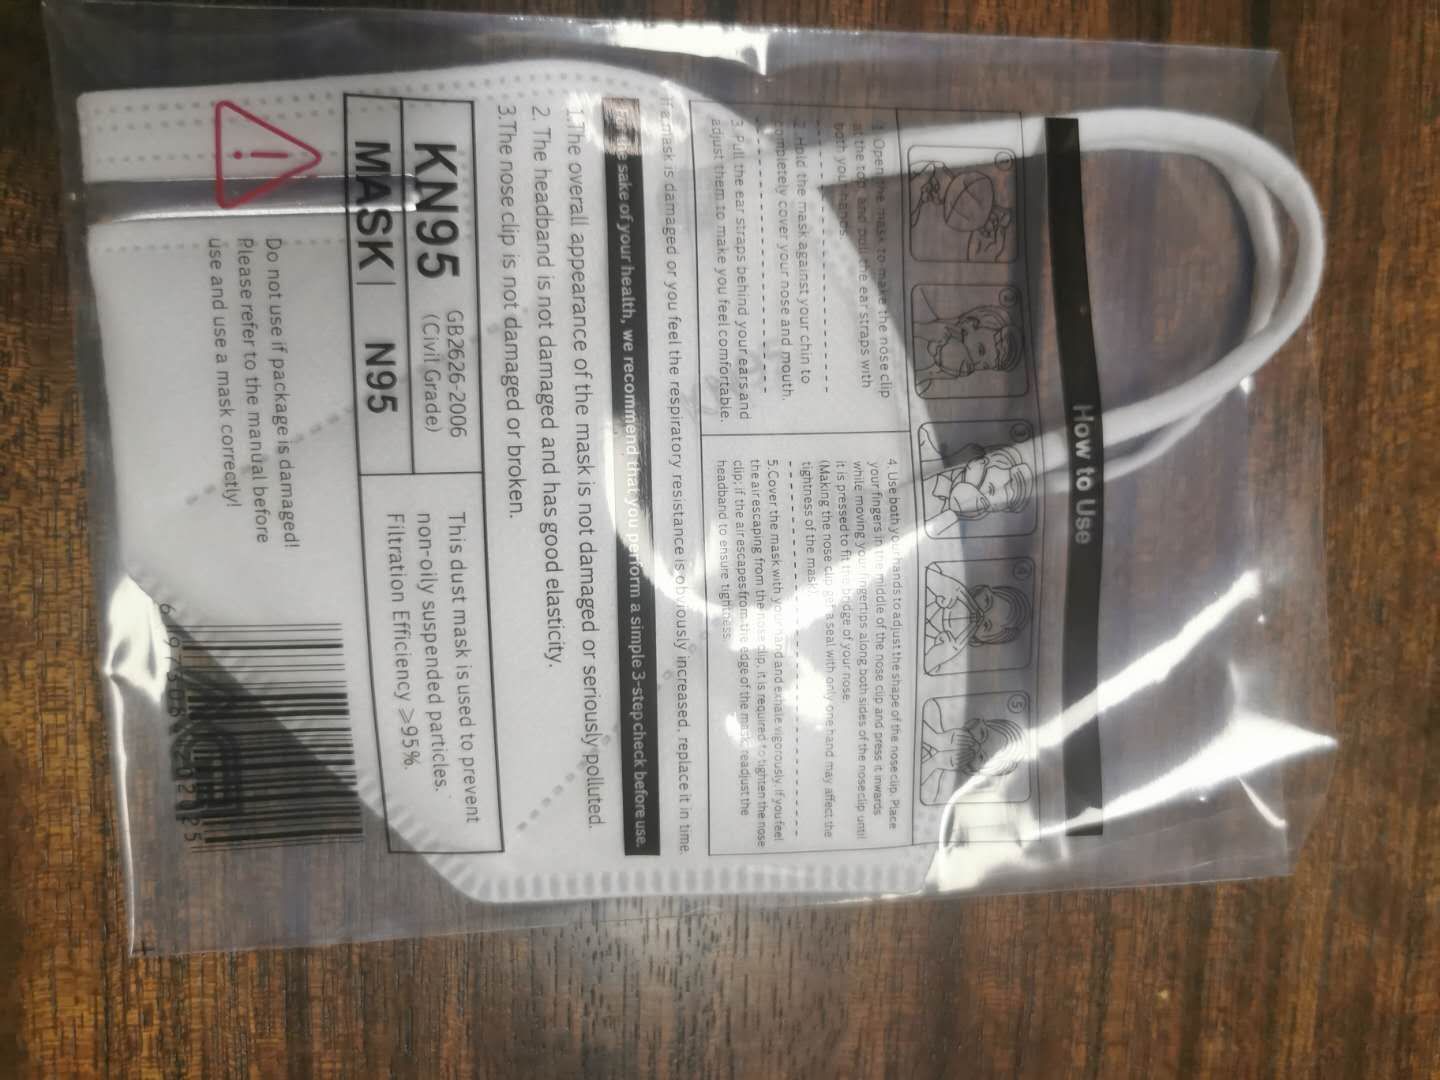 How to Use
1
2
3
4
5
1. Open the mask to make the nose clip
at the top and pull the ear straps with
both your hands.
2. Hold the mask against your chin to
completely cover your nose and mouth.
3. Pull the ear straps behind your ears and
adjust them to make you feel comfortable.
4. Use both your hands to adjust the shape of the nose clip. Place
your fingers in the middle of the nose clip and press it inwards
while moving your fingertips along both sides of the nose clip until
it is pressed to fit the bridge of your nose.
(Making the nose clip a seal with only one hand may affect the
tightness of the mask).
5.Cover the mask with your hand and exhale vigorously. If you feel
the air escaping from the nose clip, it is required to tighten the nose
clip; if the air escapes from the edge of the mask, readjust the
headband to ensure tightness.
If a mask is damaged or you feel the respiratory resistance is obviously increased, replace it in time.
For the sake of your health, we recommend that you perform a simple 3-step check before use.
1.The overall appearance of the mask is not damaged or seriously polluted.
2. The headband is not damaged and has good elasticity.
3.The nose clip is not damaged or broken.
KN95 GB2626-2006
(Civil Grade)
MASK | N95
This dust mask is used to prevent
non-oily suspended particles.
Filtration Efficiency ≥95%
Do not use if package is damaged!
Please refer to the manual before
use and use a mask correctly!